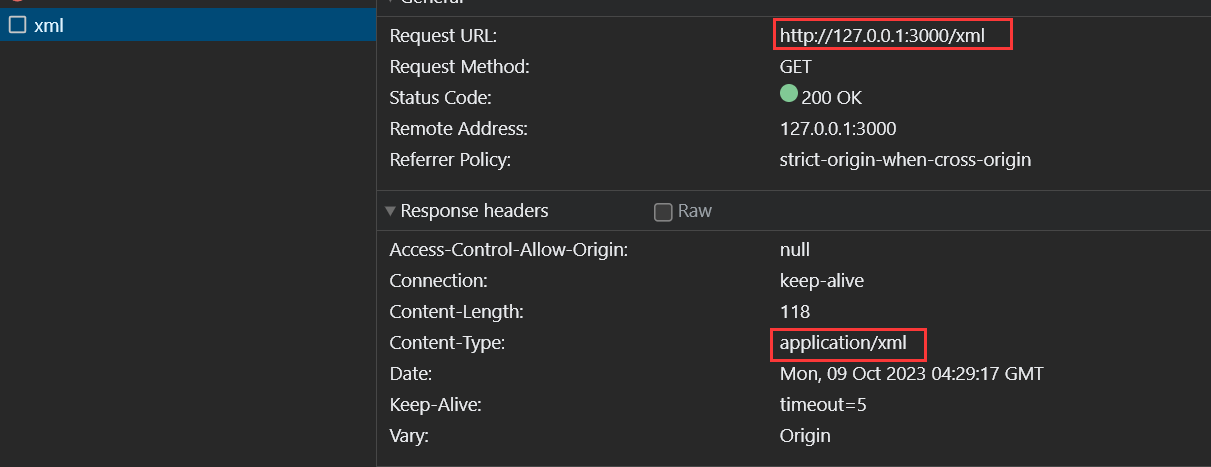 General
xml
Request URL: http://127.0.0.1:3000/xml
Request Method: GET
Status Code: 200 OK
Remote Address: 127.0.0.1:3000
Referrer Policy: strict-origin-when-cross-origin
Response headers Raw
Access-Control-Allow-Origin: null
Connection: keep-alive
Content-Length: 118
Content-Type: application/xml
Date: Mon, 09 Oct 2023 04:29:17 GMT
Keep-Alive: timeout=5
Vary: Origin